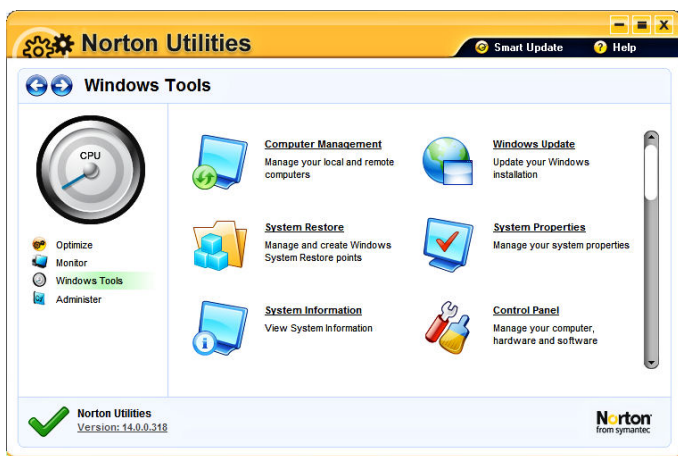 Norton Utilities
Smart Update
Help
Windows Tools
CPU
Optimize
Monitor
Windows Tools
Administer
Computer Management
Manage your local and remote
computers
Windows Update
Update your Windows
installation
System Restore
Manage and create Windows
System Restore points
System Properties
Manage your system properties
System Information
View System Information
Control Panel
Manage your computer,
hardware and software
Norton Utilities
Version: 14.0.0.318
Norton
from symantec